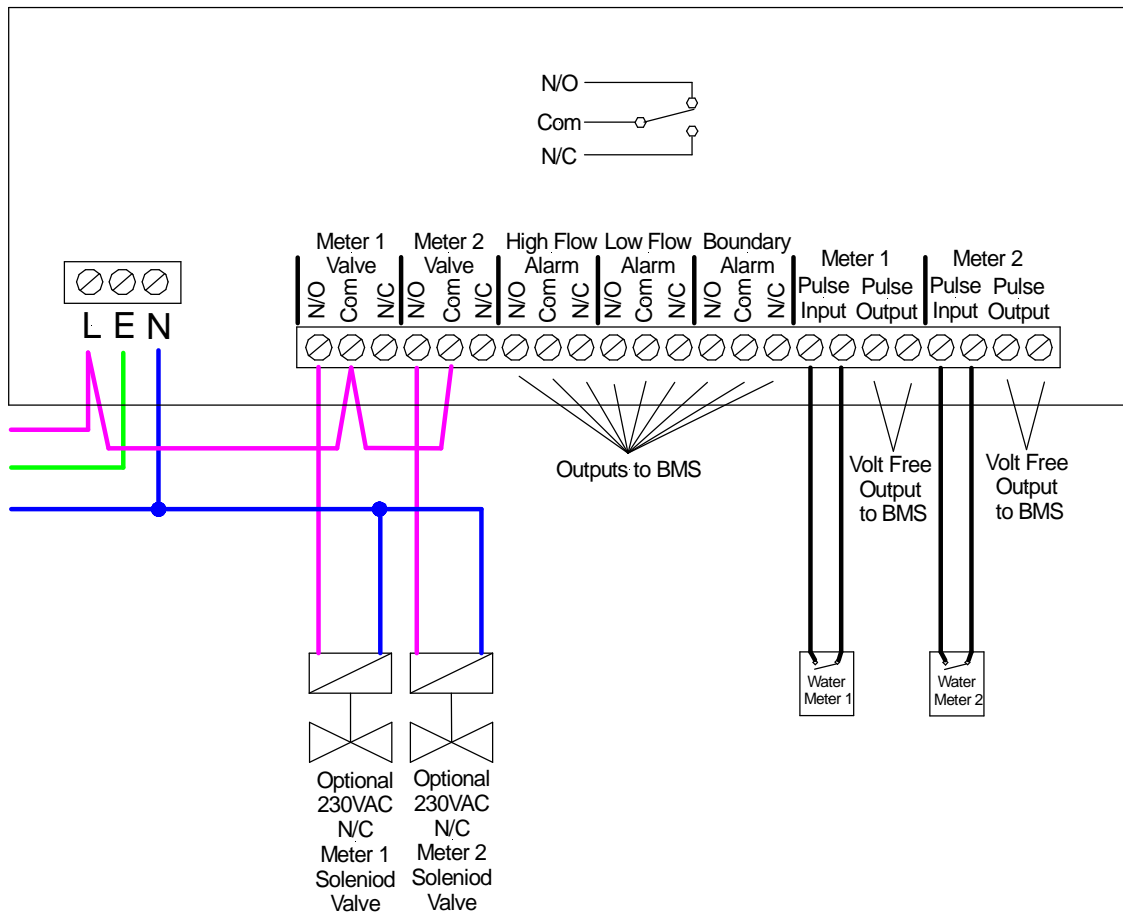 N/O
Com
N/C
Meter 1
Valve
Meter 2
Valve
High Flow
Alarm
Low Flow
Alarm
Boundary
Alarm
Meter 1
Pulse
Input
Pulse
Output
Meter 2
Pulse
Input
Pulse
Output
N/O
Com
N/C
N/O
Com
N/C
N/O
Com
N/C
N/O
Com
N/C
N/O
Com
N/C
L E N
Outputs to BMS
Volt Free
Output
to BMS
Volt Free
Output
to BMS
Water
Meter 1
Water
Meter 2
Optional
230VAC
N/C
Meter 1
Soleniod
Valve
Optional
230VAC
N/C
Meter 2
Soleniod
Valve